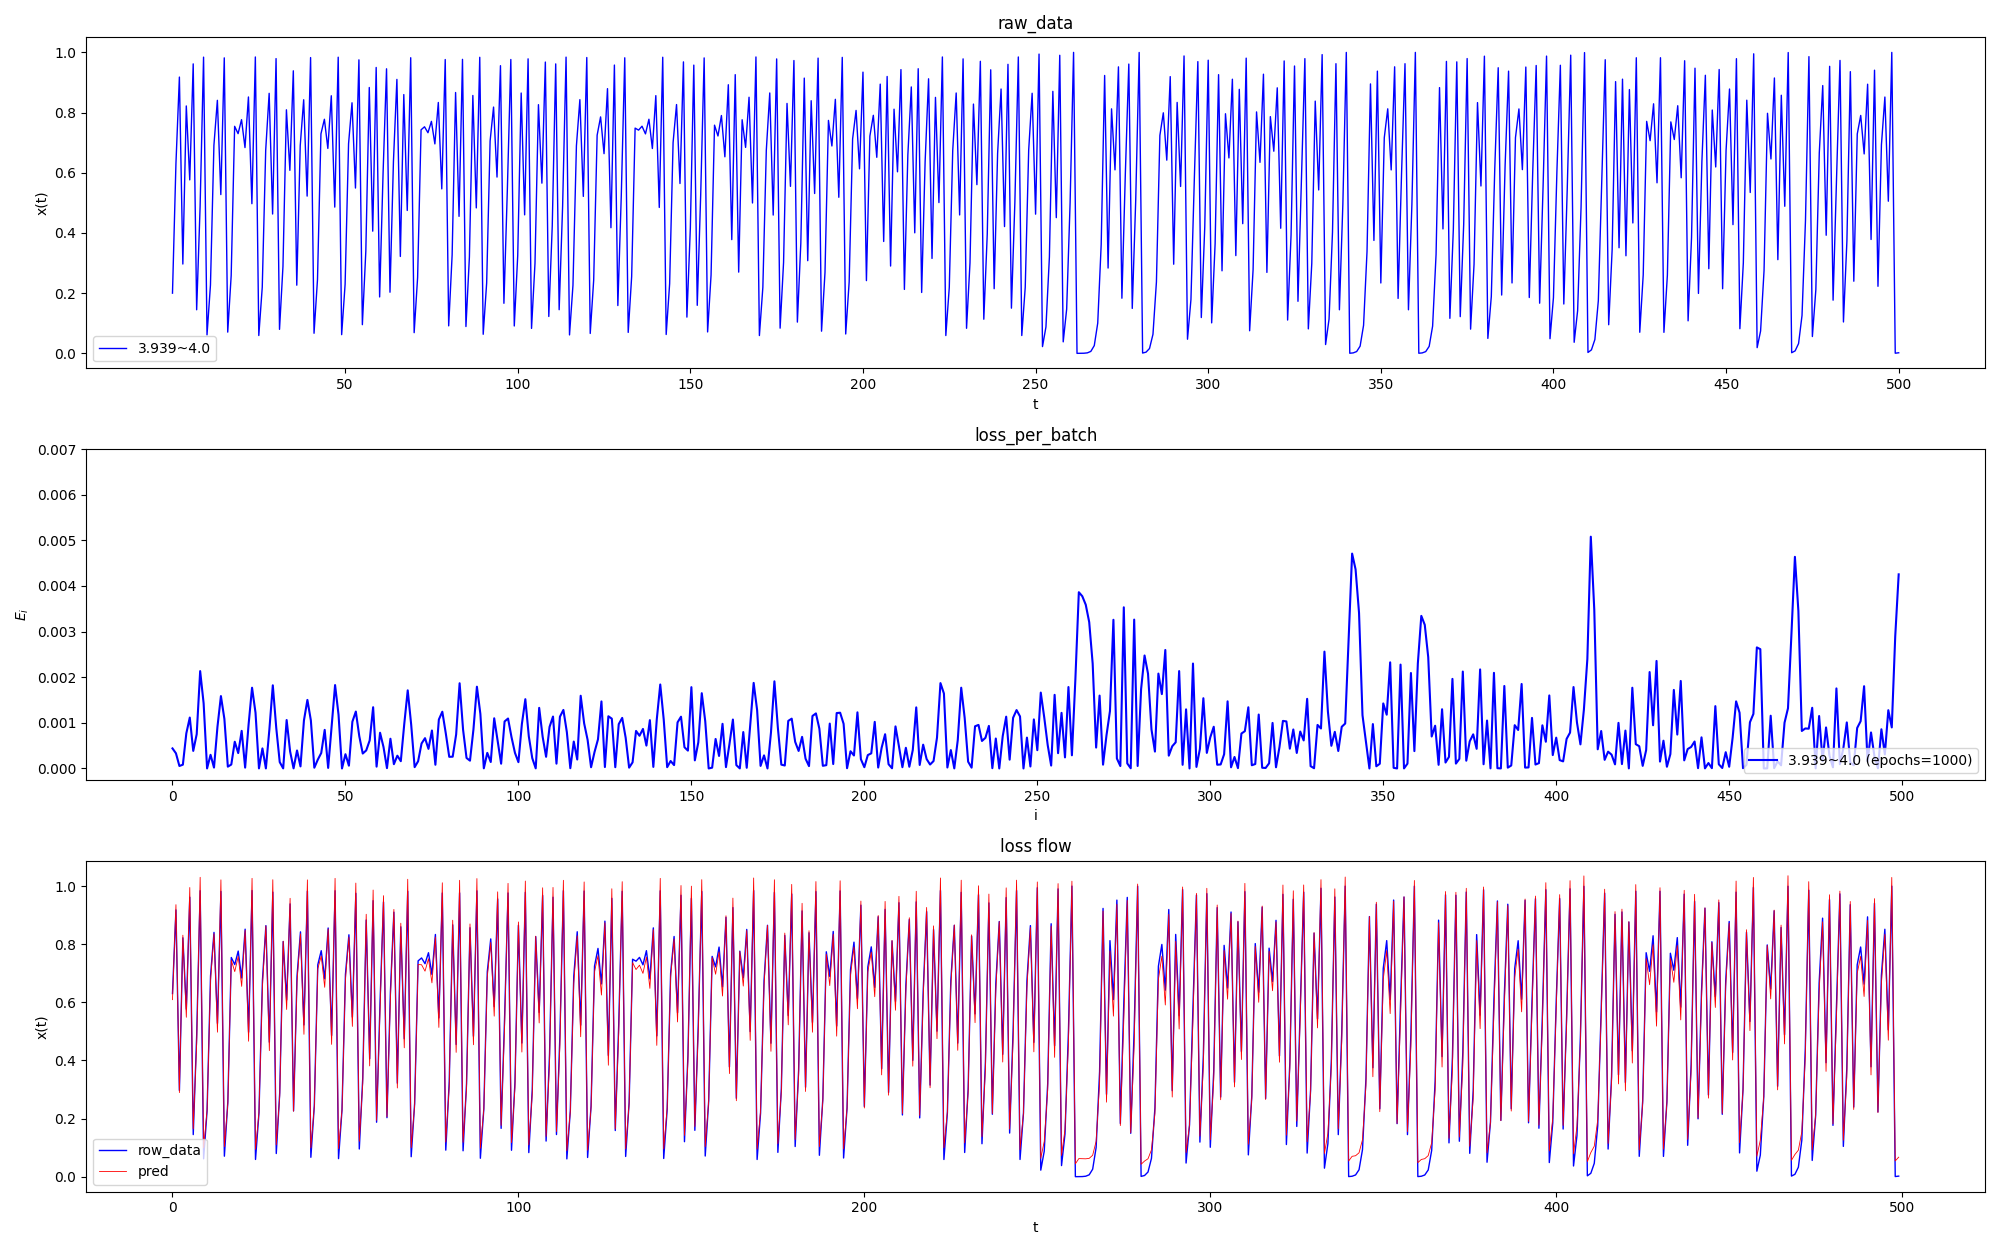 raw_data
1.0
0.8
0.6
0.4
0.2
0.0
x(t)
3.939~4.0
50 100 150 200 250 300 350 400 450 500
t
loss_per_batch
0.007
0.006
0.005
0.004
0.003
0.002
0.001
0.000
E_i
3.939~4.0 (epochs=1000)
0 50 100 150 200 250 300 350 400 450 500
i
loss flow
1.0
0.8
0.6
0.4
0.2
0.0
x(t)
row_data
pred
0 100 200 300 400 500
t